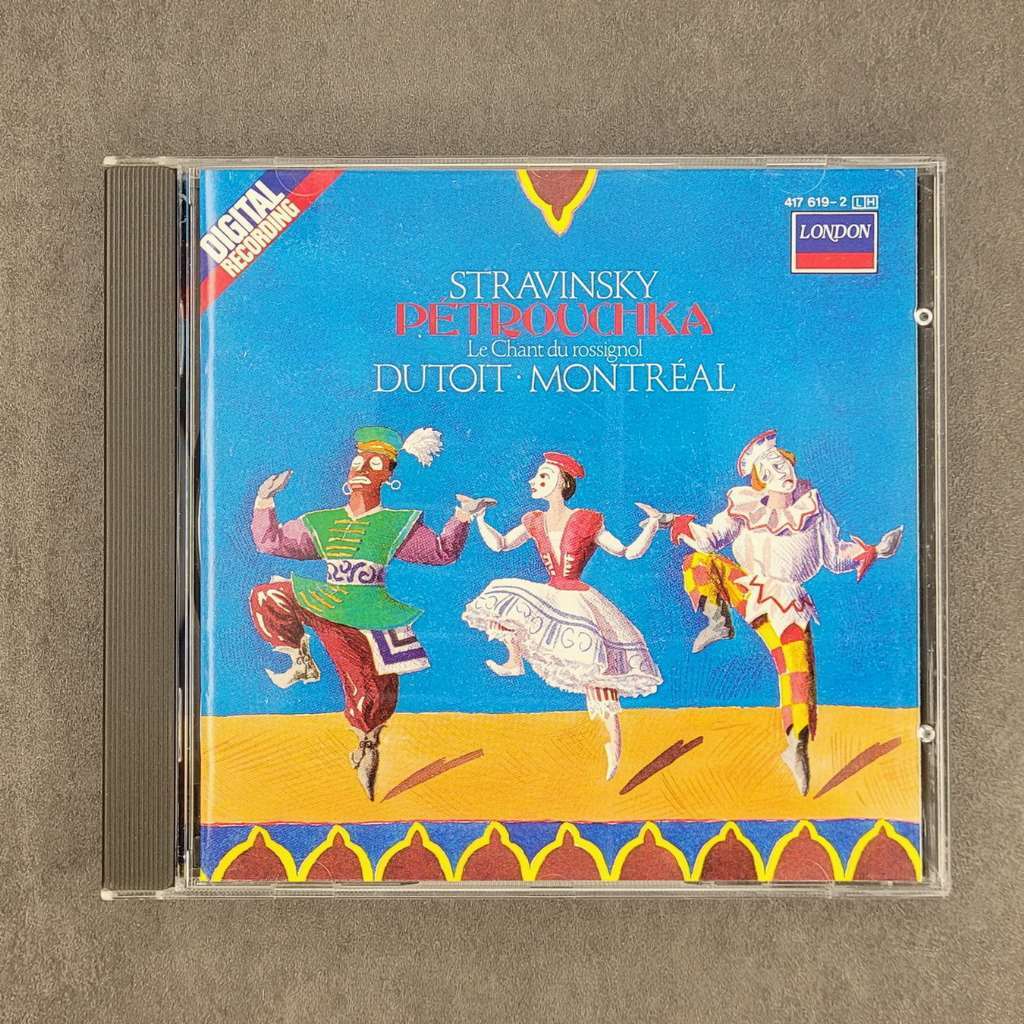 DIGITAL
RECORDING
417 619-2 LH
LONDON
STRAVINSKY
PÉTROUCHKA
Le Chant du rossignol
DUTOIT · MONTRÉAL